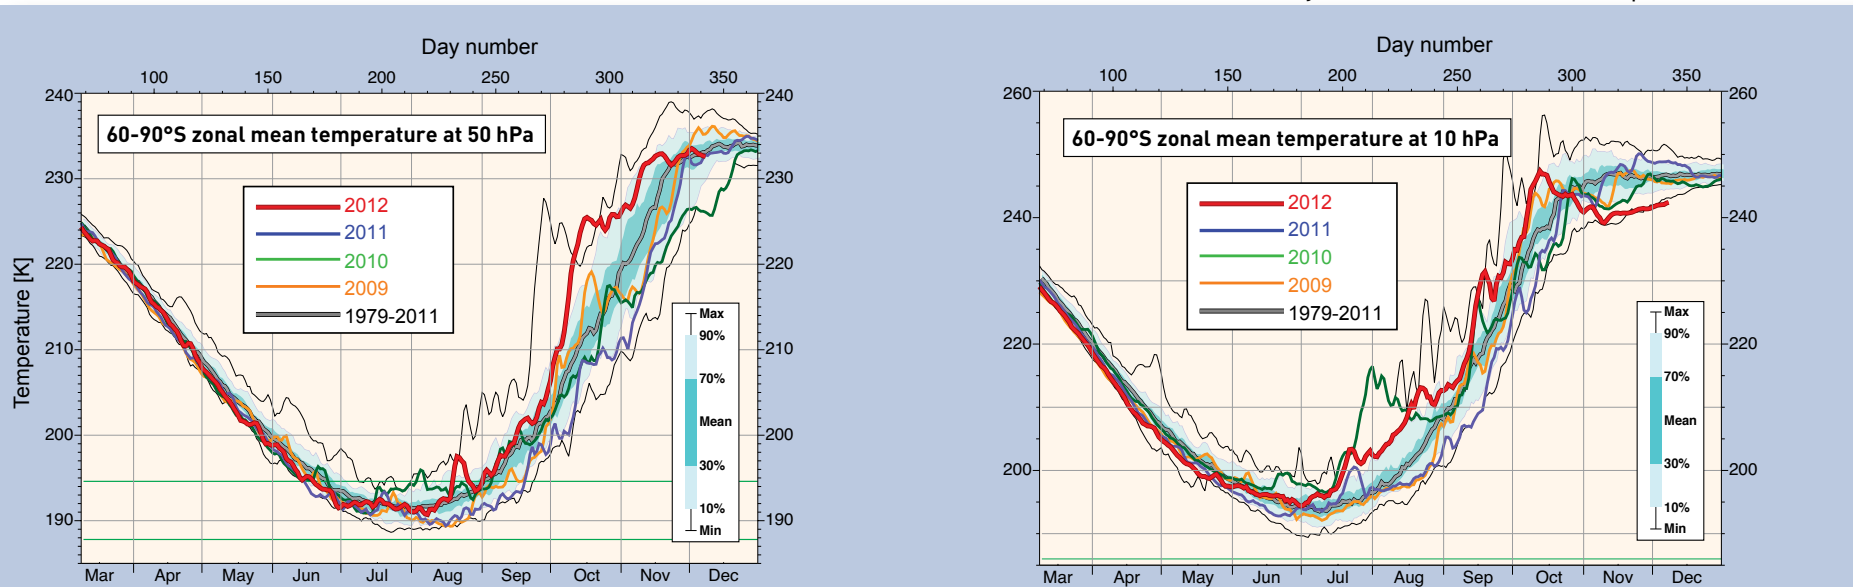 Day number
100 150 200 250 300 350
240 240
60-90°S zonal mean temperature at 50 hPa
230 230
2012
2011
2010
2009
1979-2011
220 220
210 210
200 200
190 190
Temperature [K]
Max
90%
70%
Mean
30%
10%
Min
Mar Apr May Jun Jul Aug Sep Oct Nov Dec
Day number
100 150 200 250 300 350
260 260
60-90°S zonal mean temperature at 10 hPa
2012
2011
2010
2009
1979-2011
240 240
220 220
200 200
Max
90%
70%
Mean
30%
10%
Min
Mar Apr May Jun Jul Aug Sep Oct Nov Dec